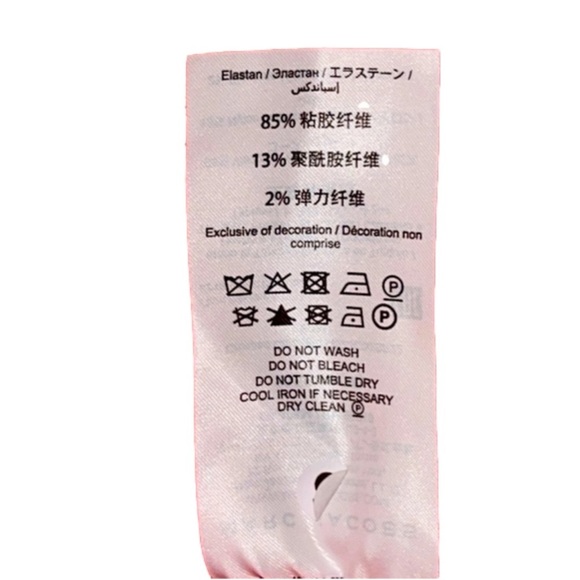 Elastan / Эластан / エラステーン /
إسباندكس
85% 粘胶纤维
13% 聚酰胺纤维
2% 弹力纤维
Exclusive of decoration / Décoration non
comprise
P
P
DO NOT WASH
DO NOT BLEACH
DO NOT TUMBLE DRY
COOL IRON IF NECESSARY
DRY CLEAN Ⓟ
MARC JACOBS